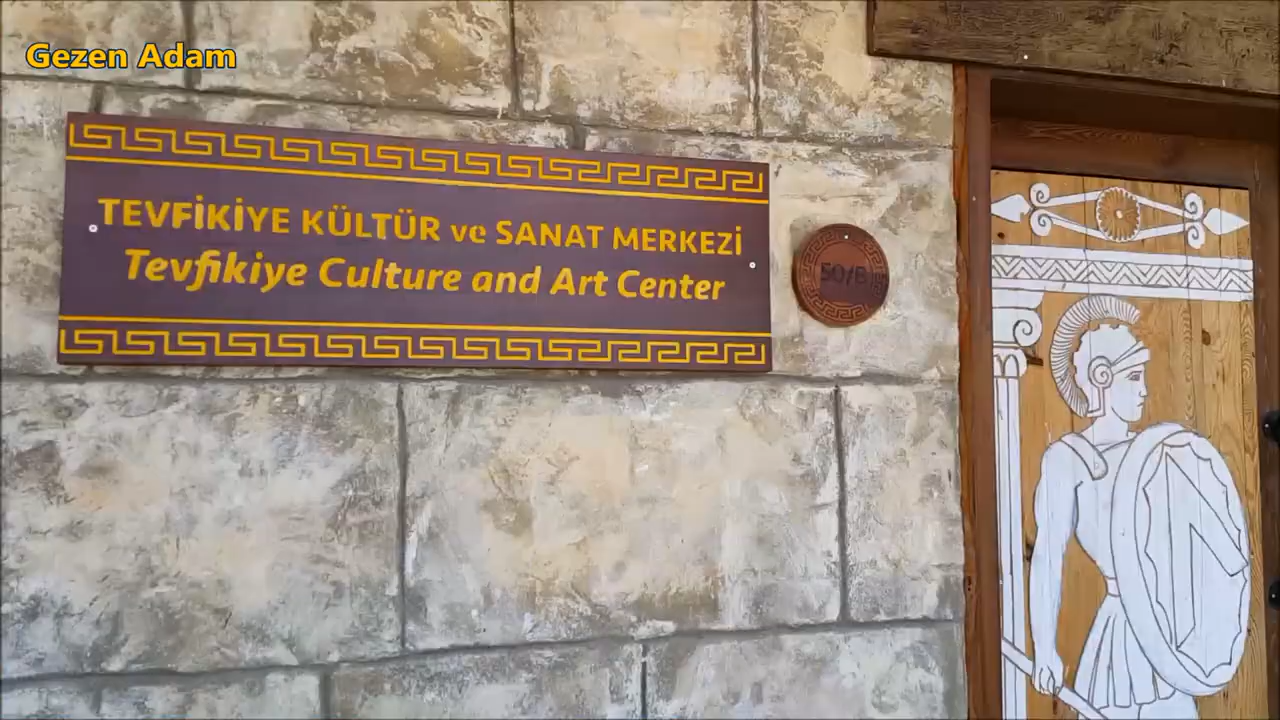 Gezen Adam
TEVFİKİYE KÜLTÜR ve SANAT MERKEZİ
Tevfikiye Culture and Art Center
50/B